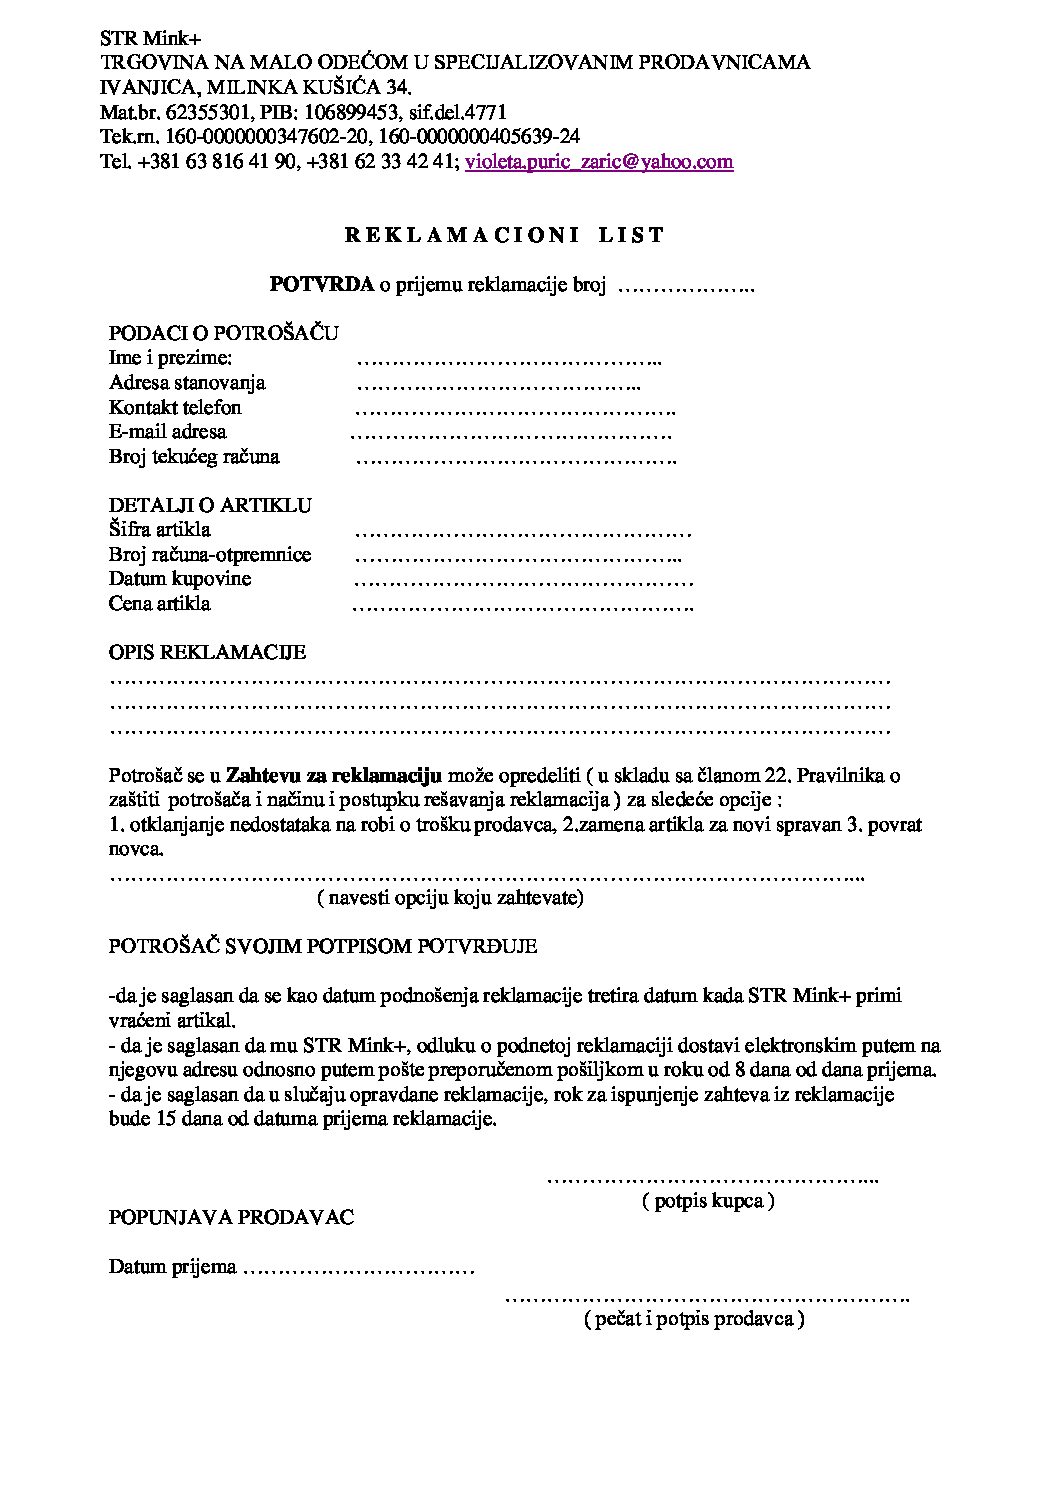 STR Mink+
TRGOVINA NA MALO ODEĆOM U SPECIJALIZOVANIM PRODAVNICAMA
IVANJICA, MILINKA KUŠIĆA 34.
Mat.br. 62355301, PIB: 106899453, sif.del.4771
Tek.rn. 160-0000000347602-20, 160-0000000405639-24
Tel. +381 63 816 41 90, +381 62 33 42 41; violeta.puric_zaric@yahoo.com
R E K L A M A C I O N I   L I S T
POTVRDA o prijemu reklamacije broj ………………..
PODACI O POTROŠAČU
Ime i prezime: ……………………………………..
Adresa stanovanja …………………………………..
Kontakt telefon ……………………………………….
E-mail adresa ……………………………………….
Broj tekućeg računa ……………………………………….
DETALJI O ARTIKLU
Šifra artikla …………………………………………
Broj računa-otpremnice ………………………………………..
Datum kupovine …………………………………………
Cena artikla ………………………………………….
OPIS REKLAMACIJE
…………………………………………………………………………………………………
…………………………………………………………………………………………………
…………………………………………………………………………………………………
Potrošač se u Zahtevu za reklamaciju može opredeliti ( u skladu sa članom 22. Pravilnika o
zaštiti potrošača i načinu i postupku rešavanja reklamacija ) za sledeće opcije :
1. otklanjanje nedostataka na robi o trošku prodavca, 2.zamena artikla za novi spravan 3. povrat
novca.
……………………………………………………………………………………………...
( navesti opciju koju zahtevate)
POTROŠAČ SVOJIM POTPISOM POTVRĐUJE
-da je saglasan da se kao datum podnošenja reklamacije tretira datum kada STR Mink+ primi
vraćeni artikal.
- da je saglasan da mu STR Mink+, odluku o podnetoj reklamaciji dostavi elektronskim putem na
njegovu adresu odnosno putem pošte preporučenom pošiljkom u roku od 8 dana od dana prijema.
- da je saglasan da u slučaju opravdane reklamacije, rok za ispunjenje zahteva iz reklamacije
bude 15 dana od datuma prijema reklamacije.
………………………………………...
( potpis kupca )
POPUNJAVA PRODAVAC
Datum prijema ……………………………
………………………………………………….
( pečat i potpis prodavca )